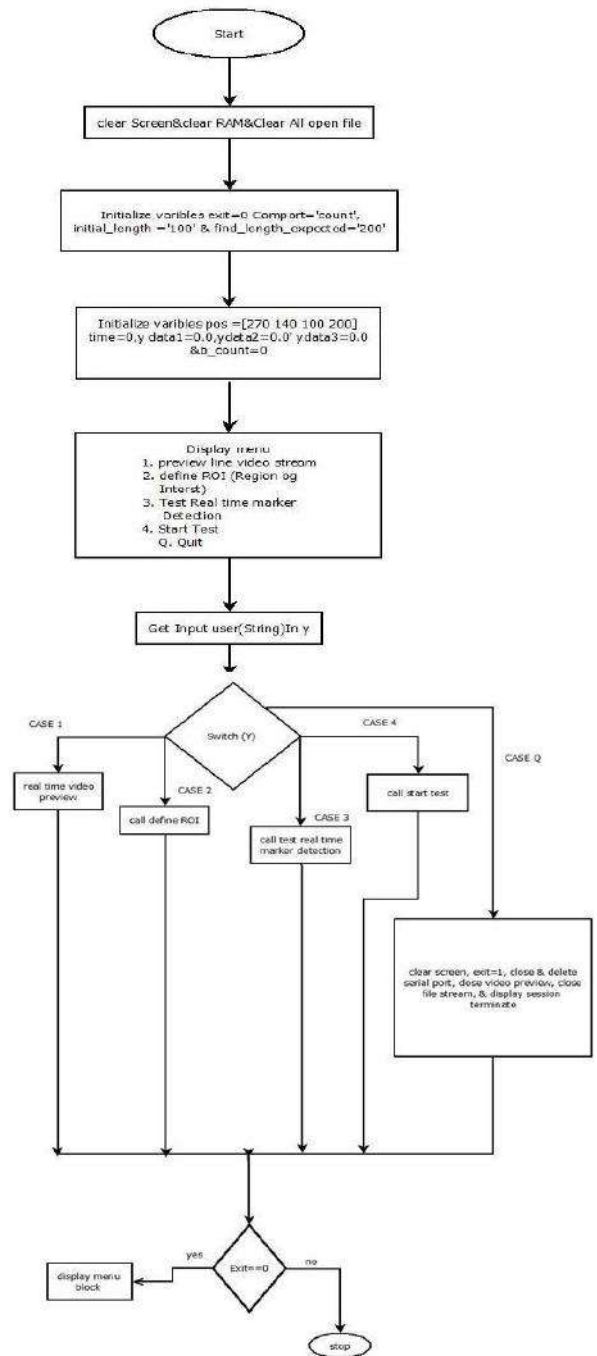 Start
clear Screen&clear RAM&Clear All open file
Initialize varibles exit=0 Comport='count',
initial_length ='100' & find_length_expected='200'
Initialize varibles pos =[270 140 100 200]
time=0,y data1=0.0,ydata2=0.0' ydata3=0.0
&b_count=0
Display menu
1. preview line video stream
2. define ROI (Region og
Interst)
3. Test Real time marker
Detection
4. Start Test
Q. Quit
Get Input user(String)In y
Switch (Y)
CASE 1
CASE 4
CASE Q
real time video
preview
CASE 2
call define ROI
CASE 3
call test real time
marker detection
call start test
clear screen, exit=1, close & delete
serial port, close video preview, close
file stream, & display session
terminate
Exit==0
yes
no
display menu
block
stop